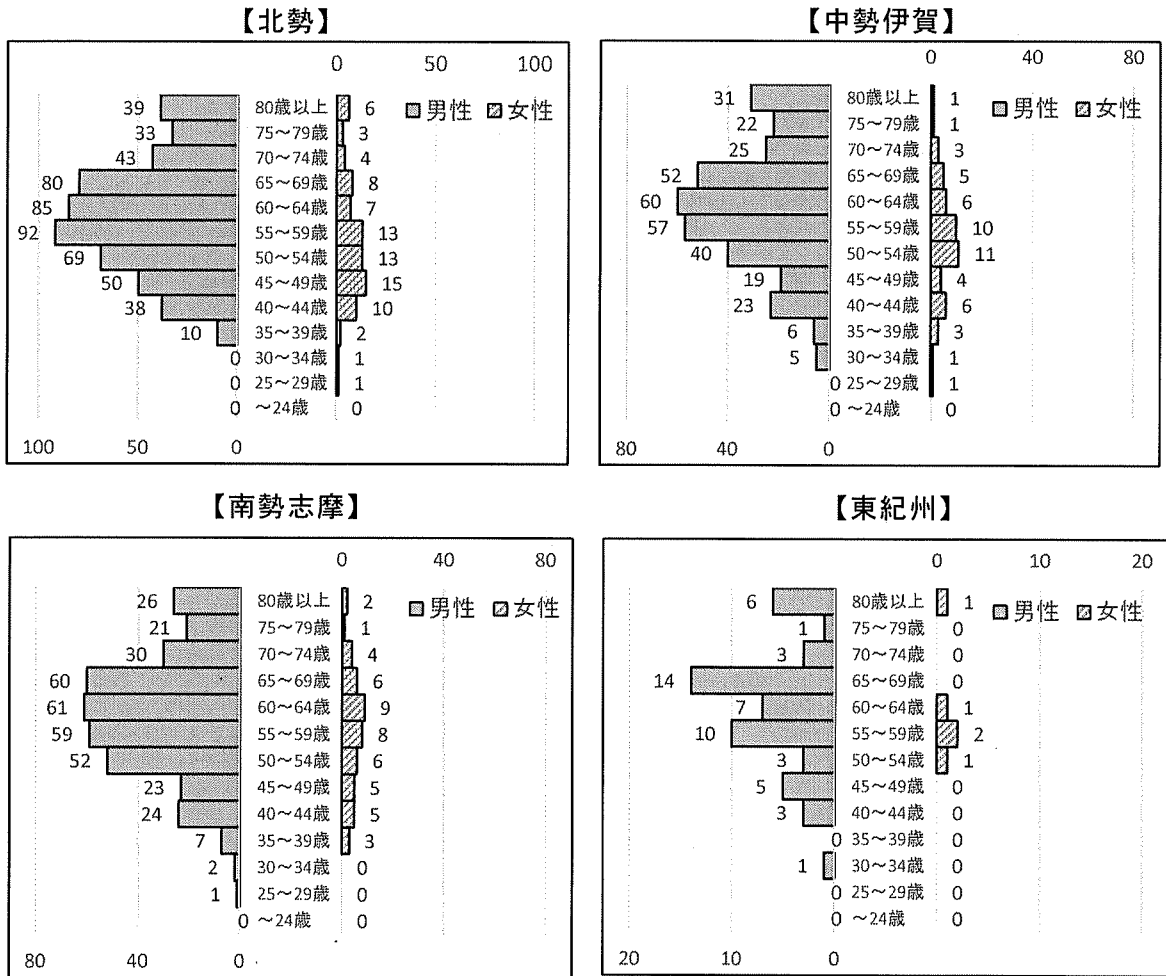 【北勢】
0 50 100
39 80歳以上 6 男性 女性
33 75～79歳 3
43 70～74歳 4
80 65～69歳 8
85 60～64歳 7
92 55～59歳 13
69 50～54歳 13
50 45～49歳 15
38 40～44歳 10
10 35～39歳 2
0 30～34歳 1
0 25～29歳 1
0 ～24歳 0
100 50 0
【中勢伊賀】
0 40 80
31 80歳以上 1 男性 女性
22 75～79歳 1
25 70～74歳 3
52 65～69歳 5
60 60～64歳 6
57 55～59歳 10
40 50～54歳 11
19 45～49歳 4
23 40～44歳 6
6 35～39歳 3
5 30～34歳 1
0 25～29歳 1
0 ～24歳 0
80 40 0
【南勢志摩】
0 40 80
26 80歳以上 2 男性 女性
21 75～79歳 1
30 70～74歳 4
60 65～69歳 6
61 60～64歳 9
59 55～59歳 8
52 50～54歳 6
23 45～49歳 5
24 40～44歳 5
7 35～39歳 3
2 30～34歳 0
1 25～29歳 0
0 ～24歳 0
80 40 0
【東紀州】
0 10 20
6 80歳以上 1 男性 女性
1 75～79歳 0
3 70～74歳 0
14 65～69歳 0
7 60～64歳 1
10 55～59歳 2
3 50～54歳 1
5 45～49歳 0
3 40～44歳 0
0 35～39歳 0
1 30～34歳 0
0 25～29歳 0
0 ～24歳 0
20 10 0